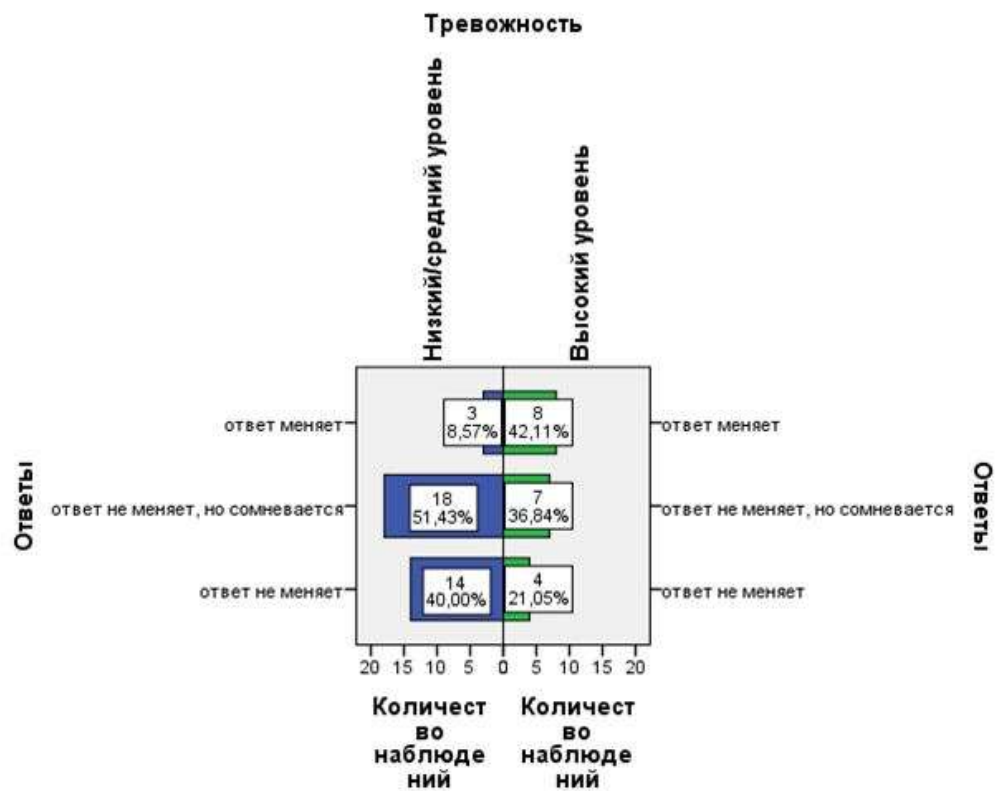 Тревожность
Низкий/средний уровень
Высокий уровень
Ответы
ответ меняет
3
8,57%
8
42,11%
ответ меняет
ответ не меняет, но сомневается
18
51,43%
7
36,84%
ответ не меняет, но сомневается
ответ не меняет
14
40,00%
4
21,05%
ответ не меняет
Ответы
20 15 10 5 0 5 10 15 20
Количест
во
наблюде
ний
Количест
во
наблюде
ний